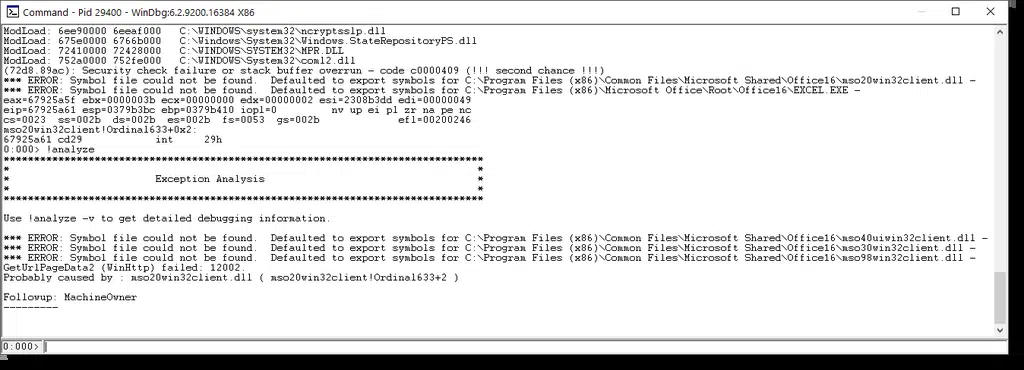 Command - Pid 29400 - WinDbg:6.2.9200.16384 X86
ModLoad: 6ee90000 6eeaf000   C:\WINDOWS\system32\ncryptsslp.dll
ModLoad: 675e0000 6766b000   C:\WINDOWS\system32\Windows.StateRepositoryPS.dll
ModLoad: 72410000 72428000   C:\WINDOWS\SYSTEM32\MPR.DLL
ModLoad: 752a0000 752fe000   C:\WINDOWS\system32\coml2.dll
(72d8.89ac): Security check failure or stack buffer overrun - code c0000409 (!!! second chance !!!)
*** ERROR: Symbol file could not be found.  Defaulted to export symbols for C:\Program Files (x86)\Common Files\Microsoft Shared\Office16\mso20win32client.dll -
*** ERROR: Symbol file could not be found.  Defaulted to export symbols for C:\Program Files (x86)\Microsoft Office\Root\Office16\EXCEL.EXE -
eax=67925a5f ebx=0000003b ecx=00000000 edx=00000002 esi=2308b3dd edi=00000049
eip=67925a61 esp=0379b3bc ebp=0379b410 iopl=0         nv up ei pl zr na pe nc
cs=0023  ss=002b  ds=002b  es=002b  fs=0053  gs=002b             efl=00200246
mso20win32client!Ordinal633+0x2:
67925a61 cd29            int     29h
0:000> !analyze
*******************************************************************************
*                                                                             *
*                        Exception Analysis                                   *
*                                                                             *
*******************************************************************************
Use !analyze -v to get detailed debugging information.
*** ERROR: Symbol file could not be found.  Defaulted to export symbols for C:\Program Files (x86)\Common Files\Microsoft Shared\Office16\mso40uiwin32client.dll -
*** ERROR: Symbol file could not be found.  Defaulted to export symbols for C:\Program Files (x86)\Common Files\Microsoft Shared\Office16\mso30win32client.dll -
*** ERROR: Symbol file could not be found.  Defaulted to export symbols for C:\Program Files (x86)\Common Files\Microsoft Shared\Office16\mso98win32client.dll -
GetUrlPageData2 (WinHttp) failed: 12002.
Probably caused by : mso20win32client.dll ( mso20win32client!Ordinal633+2 )
Followup: MachineOwner
---------
0:000>